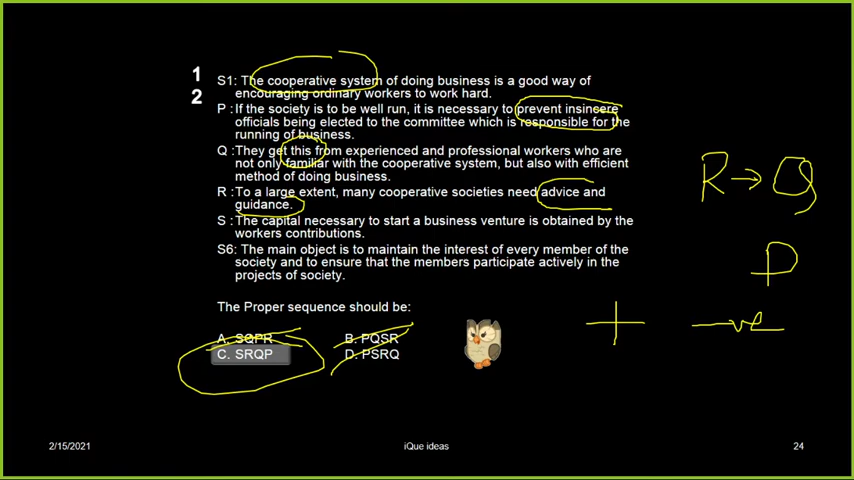 1
2
S1: The cooperative system of doing business is a good way of
encouraging ordinary workers to work hard.
P : If the society is to be well run, it is necessary to prevent insincere
officials being elected to the committee which is responsible for the
running of business.
Q : They get this from experienced and professional workers who are
not only familiar with the cooperative system, but also with efficient
method of doing business.
R : To a large extent, many cooperative societies need advice and
guidance.
S : The capital necessary to start a business venture is obtained by the
workers contributions.
S6: The main object is to maintain the interest of every member of the
society and to ensure that the members participate actively in the
projects of society.
The Proper sequence should be:
A. SQPR B. PQSR
C. SRQP D. PSRQ
R → Q
P
+ -ve
2/15/2021 iQue ideas 24